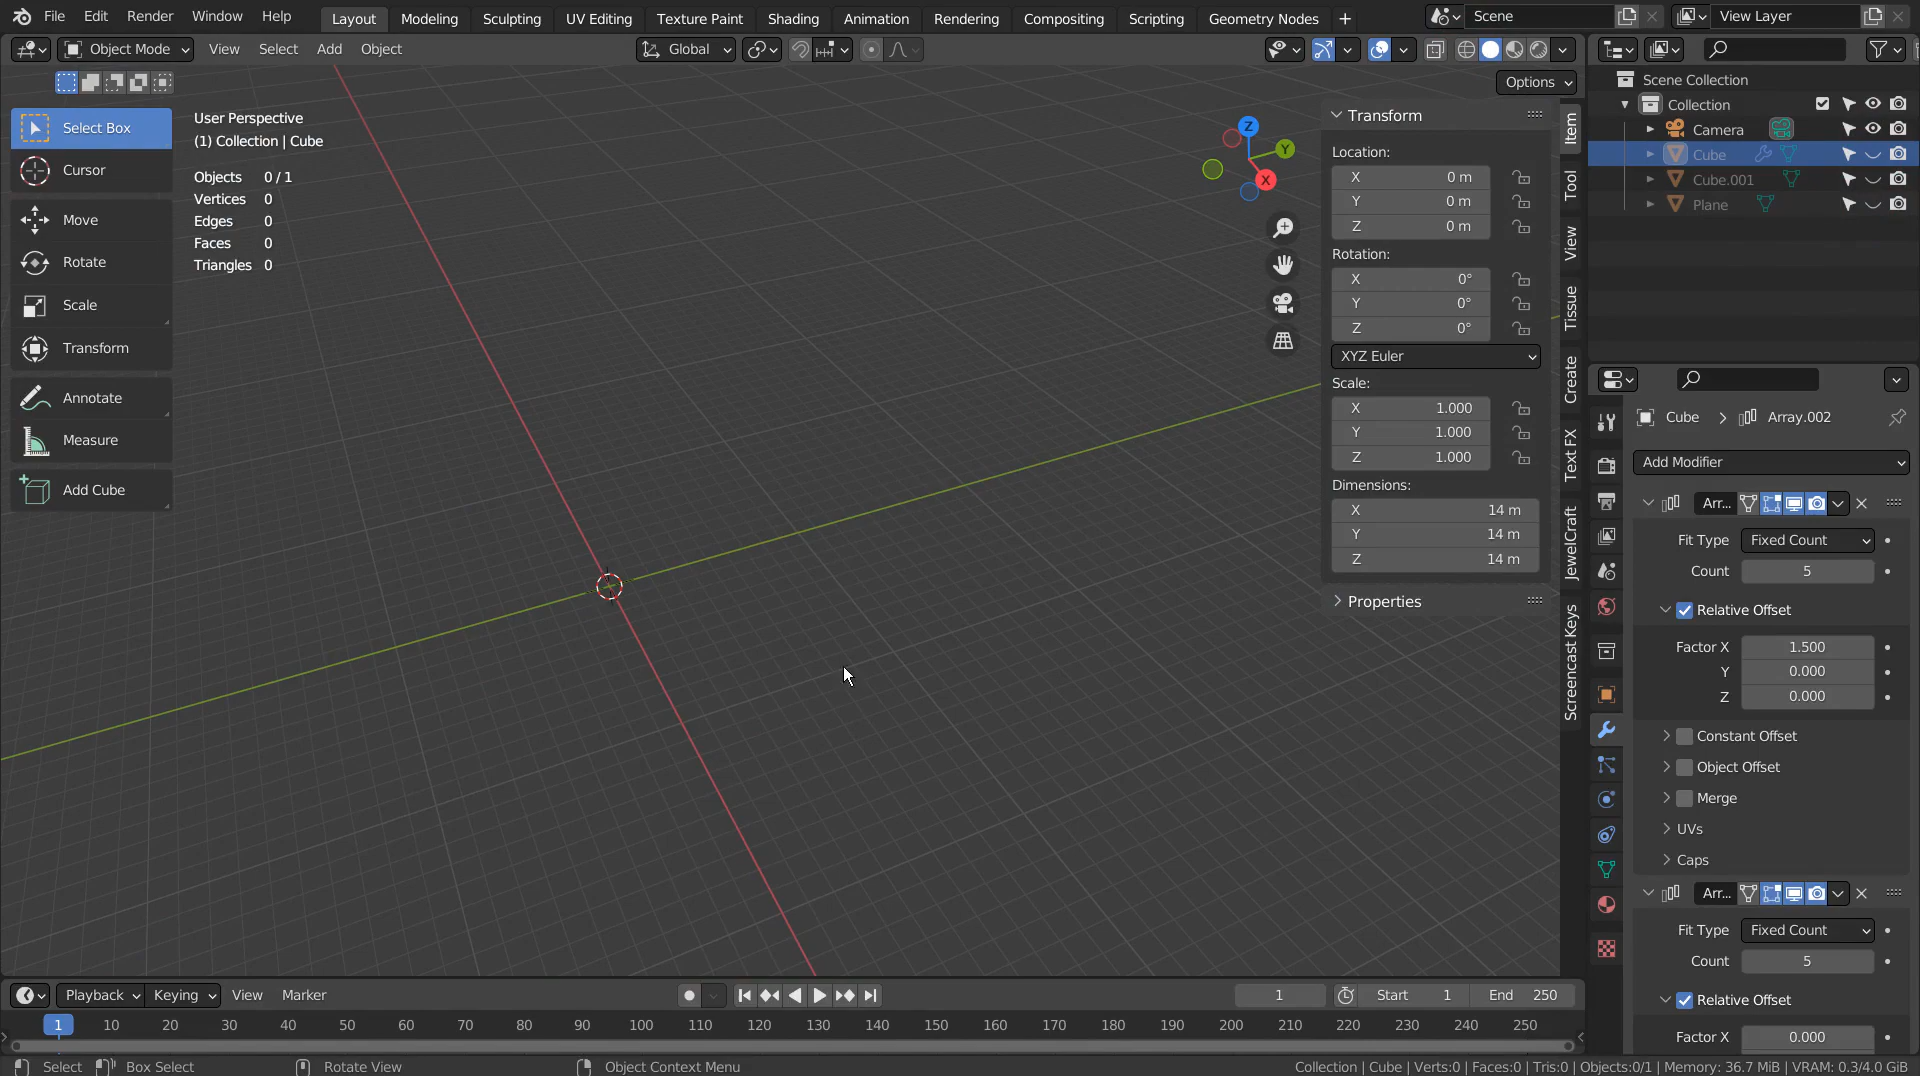 File Edit Render Window Help Layout Modeling Sculpting UV Editing Texture Paint Shading Animation Rendering Compositing Scripting Geometry Nodes + Scene View Layer
Object Mode View Select Add Object Global
Options
Select Box
Cursor
Move
Rotate
Scale
Transform
Annotate
Measure
Add Cube
User Perspective
(1) Collection | Cube
Objects 0 / 1
Vertices 0
Edges 0
Faces 0
Triangles 0
Z
Y
X
Transform
Location:
X 0 m
Y 0 m
Z 0 m
Rotation:
X 0°
Y 0°
Z 0°
XYZ Euler
Scale:
X 1.000
Y 1.000
Z 1.000
Dimensions:
X 14 m
Y 14 m
Z 14 m
Properties
Item
Tool
View
Tissue
Create
Text FX
JewelCraft
Screencast Keys
Scene Collection
Collection
Camera
Cube
Cube.001
Plane
Cube > Array.002
Add Modifier
Arr...
Fit Type Fixed Count
Count 5
Relative Offset
Factor X 1.500
Y 0.000
Z 0.000
Constant Offset
Object Offset
Merge
UVs
Caps
Arr...
Fit Type Fixed Count
Count 5
Relative Offset
Factor X 0.000
Playback Keying View Marker 1 Start 1 End 250
1 10 20 30 40 50 60 70 80 90 100 110 120 130 140 150 160 170 180 190 200 210 220 230 240 250
Select Box Select Rotate View Object Context Menu Collection | Cube | Verts:0 | Faces:0 | Tris:0 | Objects:0/1 | Memory: 36.7 MiB | VRAM: 0.3/4.0 GiB